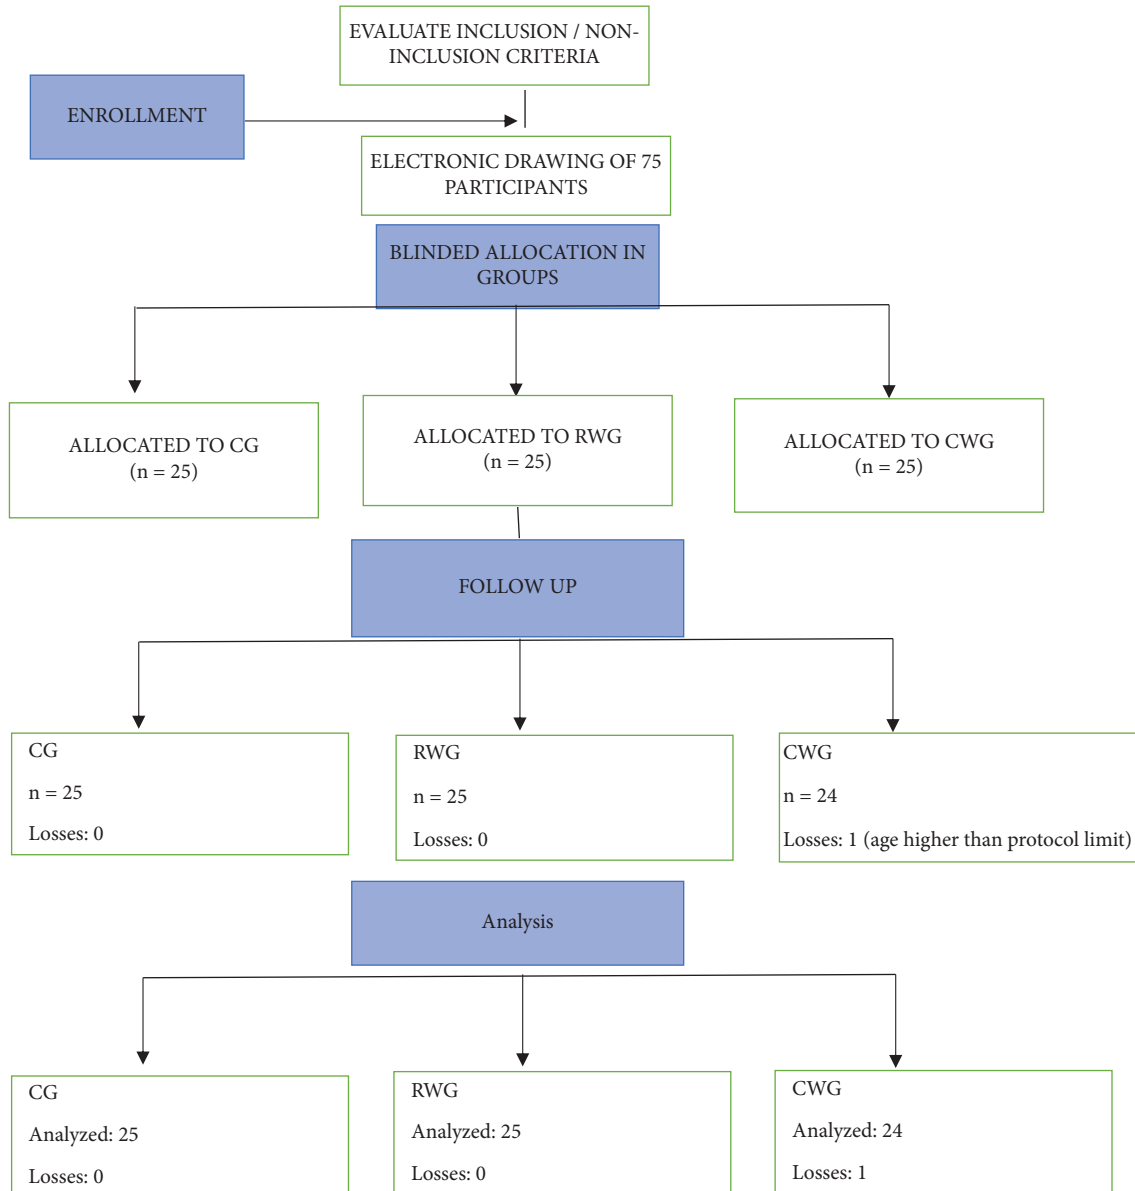 EVALUATE INCLUSION / NON-
INCLUSION CRITERIA
ENROLLMENT
ELECTRONIC DRAWING OF 75
PARTICIPANTS
BLINDED ALLOCATION IN
GROUPS
ALLOCATED TO CG
(n = 25)
ALLOCATED TO RWG
(n = 25)
ALLOCATED TO CWG
(n = 25)
FOLLOW UP
CG
n = 25
Losses: 0
RWG
n = 25
Losses: 0
CWG
n = 24
Losses: 1 (age higher than protocol limit)
Analysis
CG
Analyzed: 25
Losses: 0
RWG
Analyzed: 25
Losses: 0
CWG
Analyzed: 24
Losses: 1